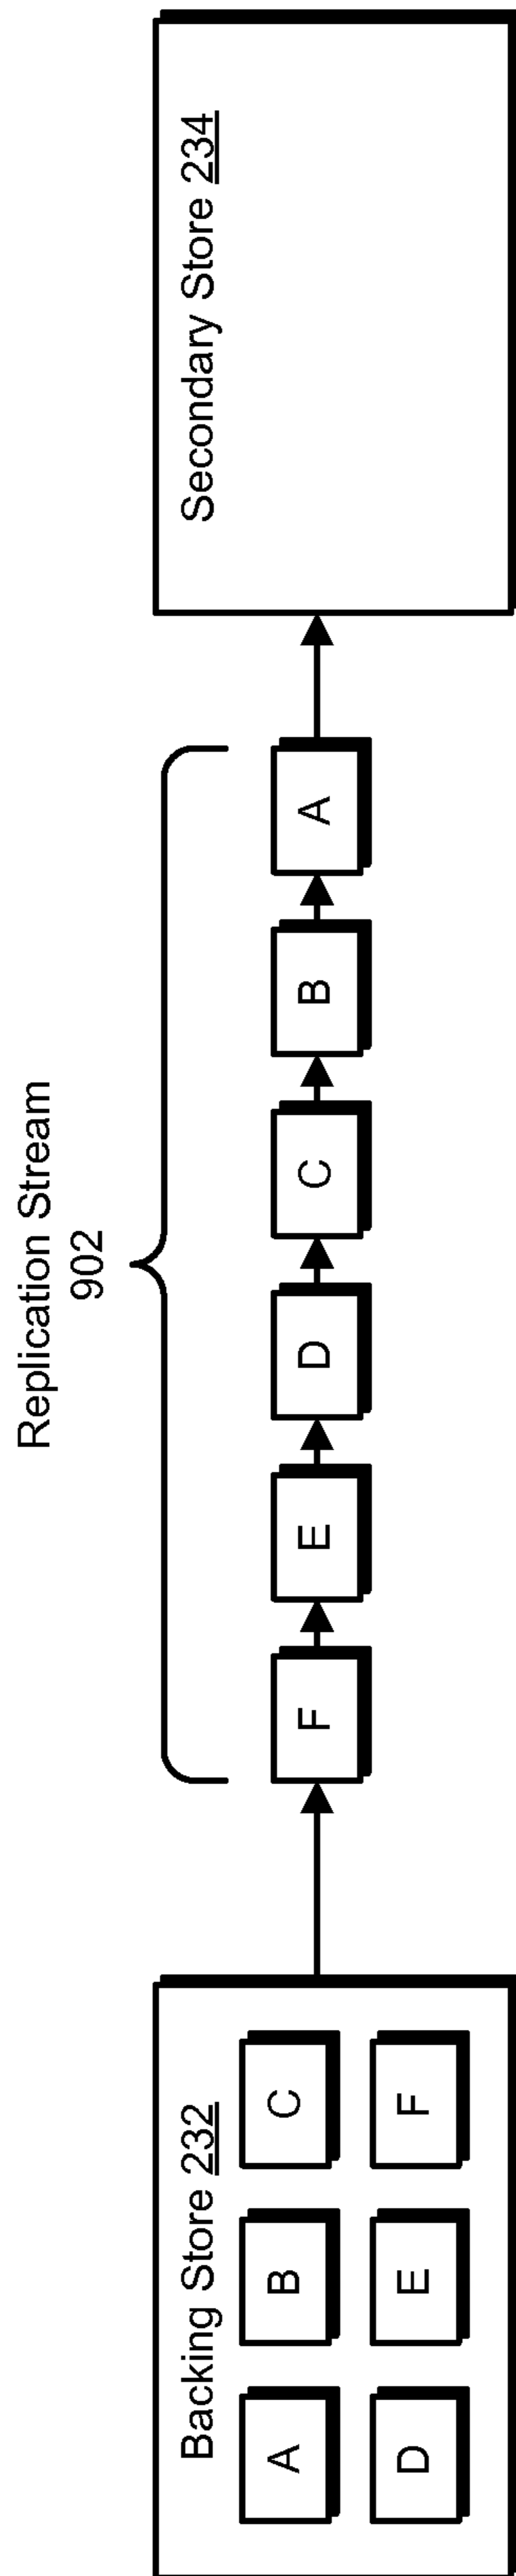 Replication Stream
902
Backing Store 232
A B C
D E F
F E D C B A
Secondary Store 234